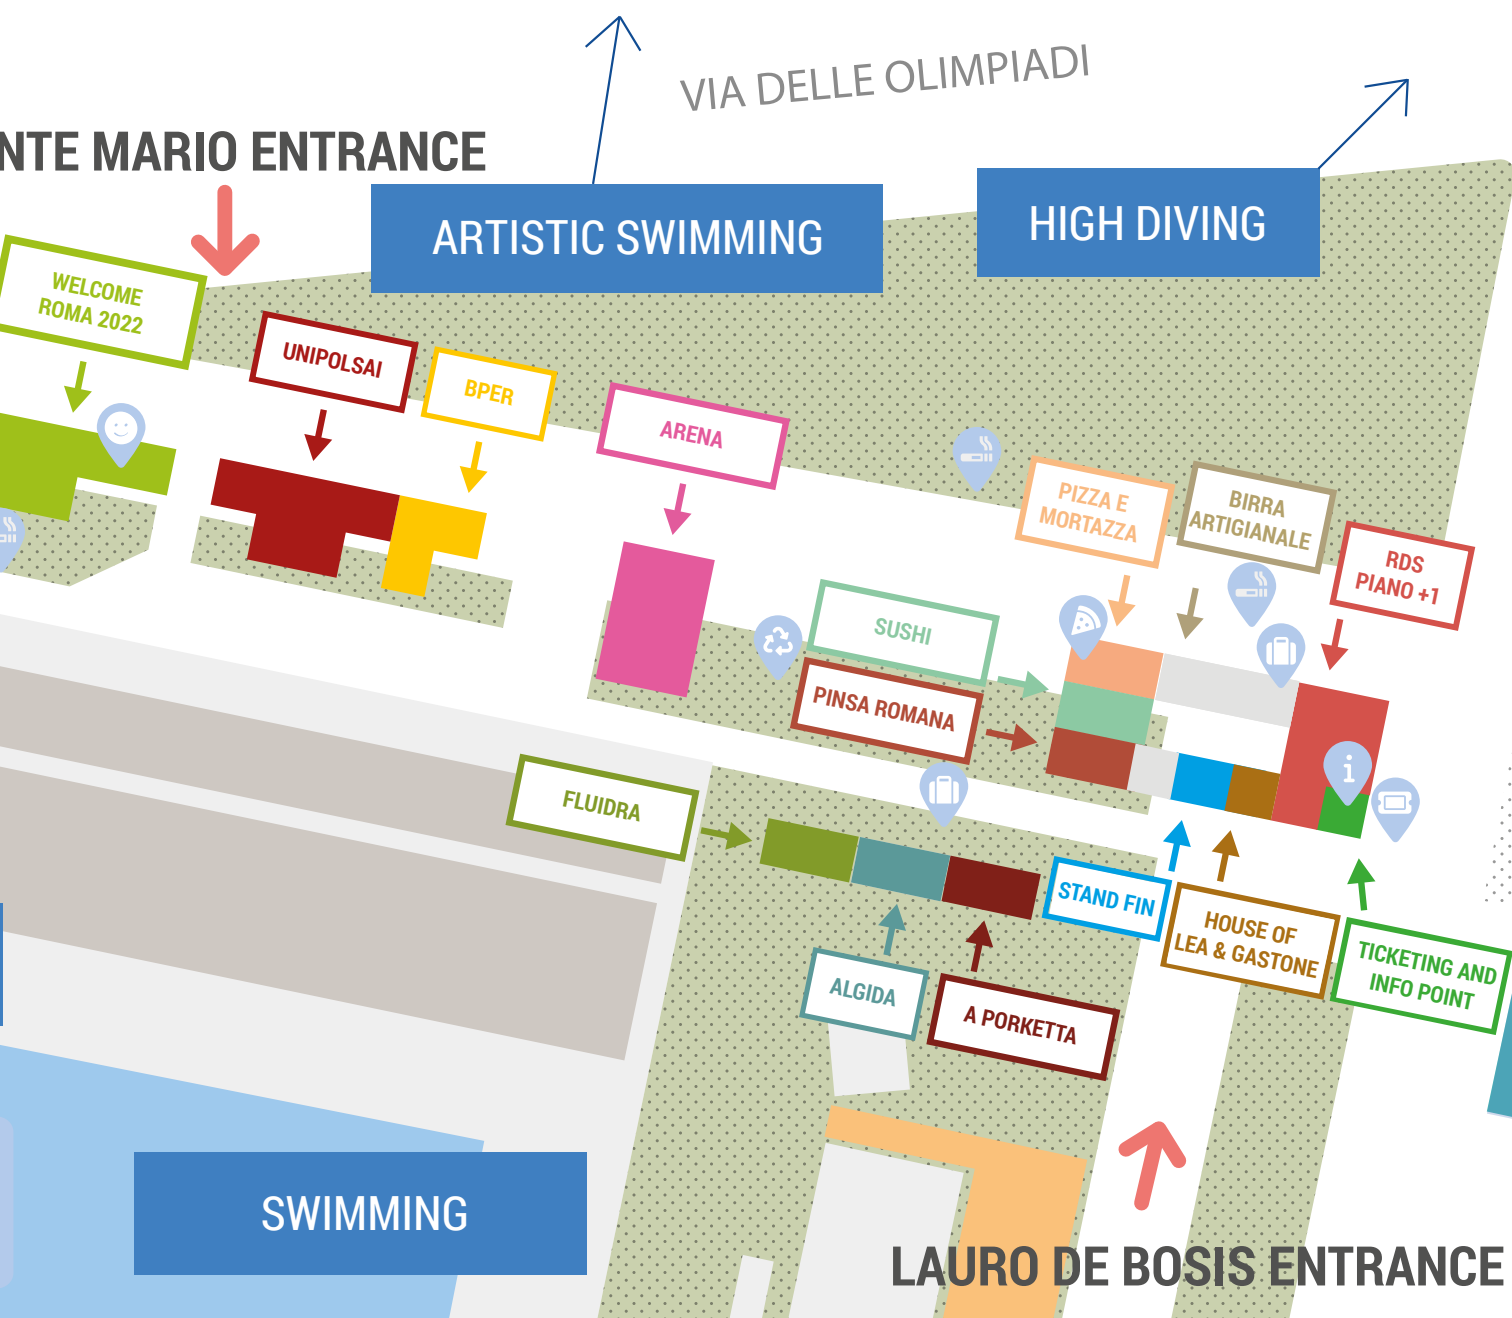 VIA DELLE OLIMPIADI
NTE MARIO ENTRANCE
ARTISTIC SWIMMING
HIGH DIVING
WELCOME
ROMA 2022
UNIPOLSAI
BPER
ARENA
PIZZA E
MORTAZZA
BIRRA
ARTIGIANALE
RDS
PIANO +1
SUSHI
PINSA ROMANA
FLUIDRA
STAND FIN
HOUSE OF
LEA & GASTONE
TICKETING AND
INFO POINT
ALGIDA
A PORKETTA
SWIMMING
LAURO DE BOSIS ENTRANCE